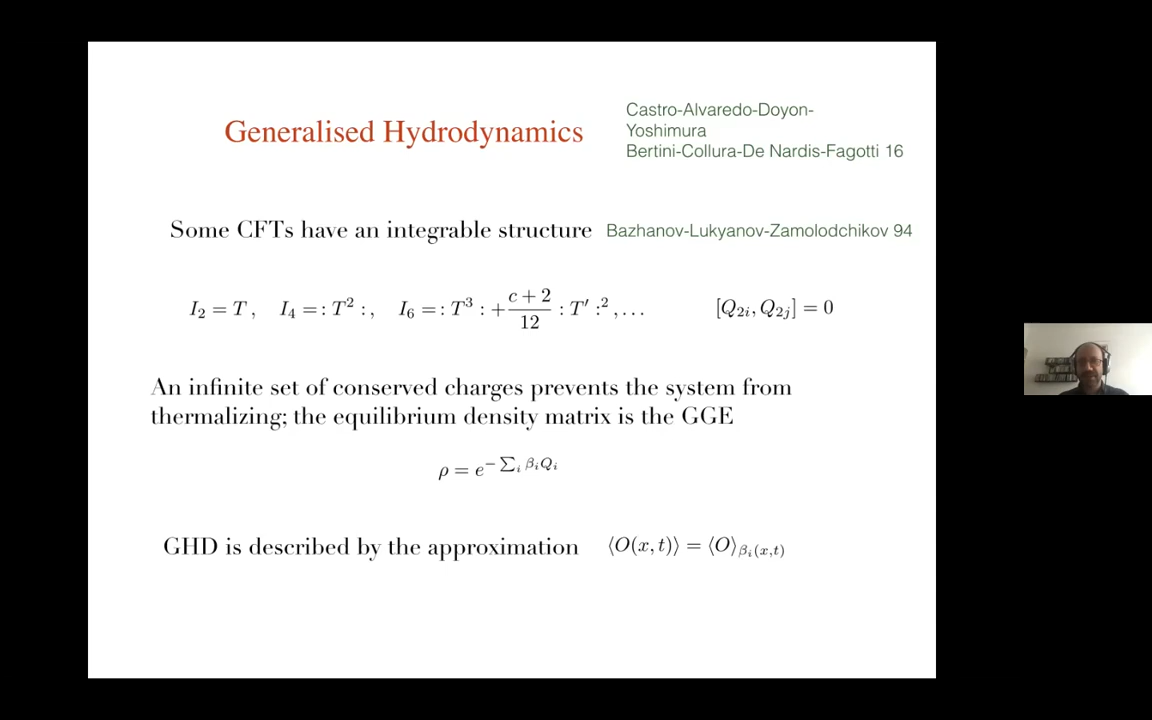 Generalised Hydrodynamics
Castro-Alvaredo-Doyon-
Yoshimura
Bertini-Collura-De Nardis-Fagotti 16
Some CFTs have an integrable structure Bazhanov-Lukyanov-Zamolodchikov 94
I₂ = T , I₄ =: T² :, I₆ =: T³ : + (c + 2)/12 : T′ :² , . . . [Q₂ᵢ, Q₂ⱼ] = 0
An infinite set of conserved charges prevents the system from
thermalizing; the equilibrium density matrix is the GGE
ρ = e^{−∑ᵢ βᵢQᵢ}
GHD is described by the approximation ⟨O(x, t)⟩ = ⟨O⟩_{βᵢ(x,t)}